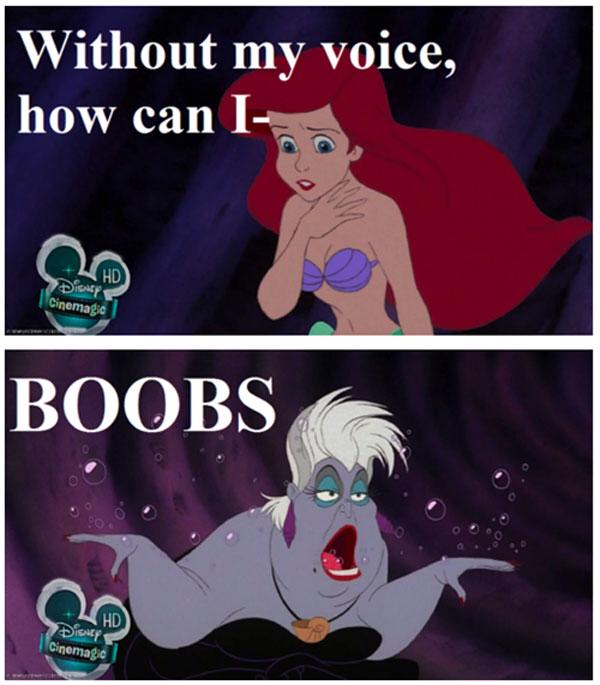 Without my voice,
how can I-
HD
Disney
Cinemagic
BOOBS
HD
Disney
Cinemagic